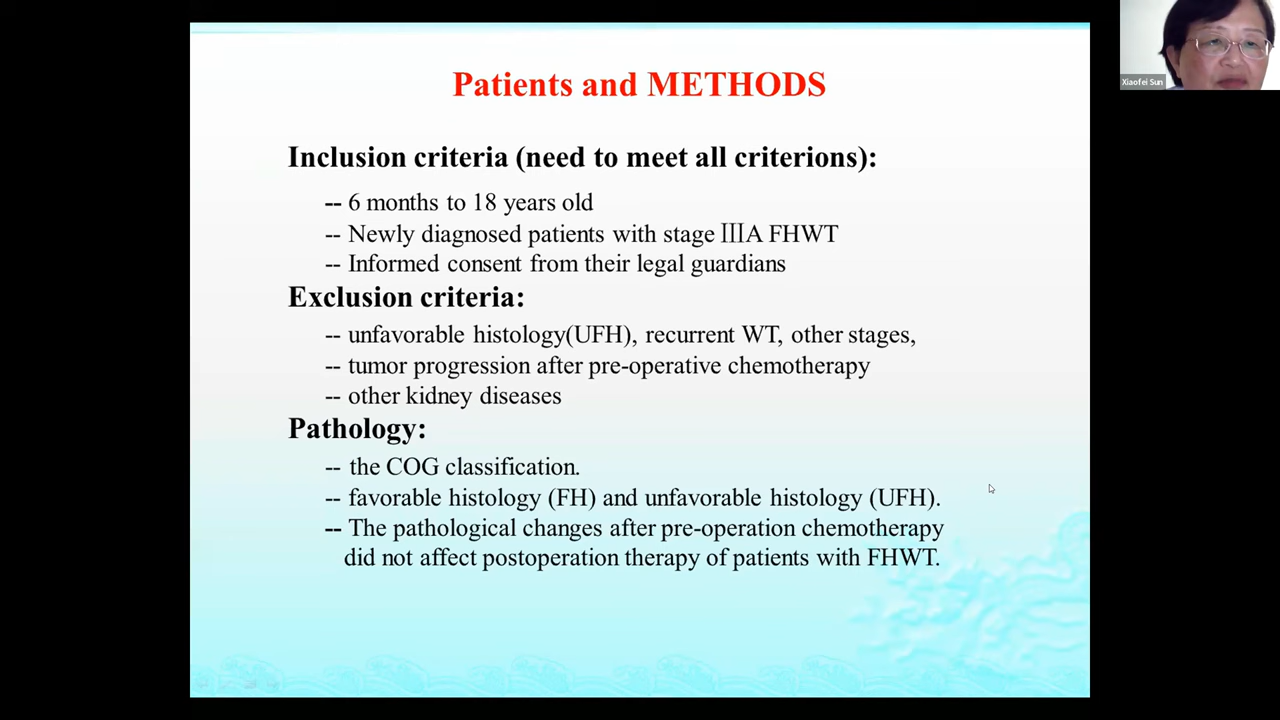 Patients and METHODS
Xiaofei Sun
Inclusion criteria (need to meet all criterions):
-- 6 months to 18 years old
-- Newly diagnosed patients with stage ⅢA FHWT
-- Informed consent from their legal guardians
Exclusion criteria:
-- unfavorable histology(UFH), recurrent WT, other stages,
-- tumor progression after pre-operative chemotherapy
-- other kidney diseases
Pathology:
-- the COG classification.
-- favorable histology (FH) and unfavorable histology (UFH).
-- The pathological changes after pre-operation chemotherapy
did not affect postoperation therapy of patients with FHWT.